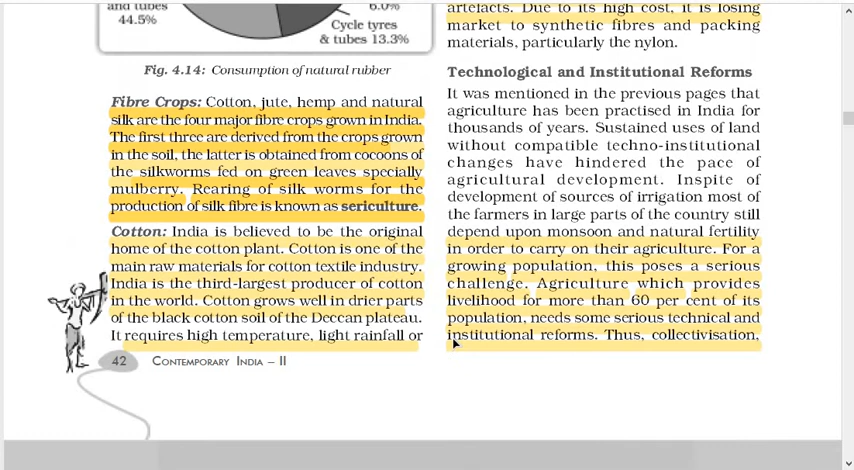 and tubes
44.5%
6.0%
Cycle tyres
& tubes 13.3%
Fig. 4.14: Consumption of natural rubber
Fibre Crops: Cotton, jute, hemp and natural
silk are the four major fibre crops grown in India.
The first three are derived from the crops grown
in the soil, the latter is obtained from cocoons of
the silkworms fed on green leaves specially
mulberry. Rearing of silk worms for the
production of silk fibre is known as sericulture.
Cotton: India is believed to be the original
home of the cotton plant. Cotton is one of the
main raw materials for cotton textile industry.
India is the third-largest producer of cotton
in the world. Cotton grows well in drier parts
of the black cotton soil of the Deccan plateau.
It requires high temperature, light rainfall or
artefacts. Due to its high cost, it is losing
market to synthetic fibres and packing
materials, particularly the nylon.
Technological and Institutional Reforms
It was mentioned in the previous pages that
agriculture has been practised in India for
thousands of years. Sustained uses of land
without compatible techno-institutional
changes have hindered the pace of
agricultural development. Inspite of
development of sources of irrigation most of
the farmers in large parts of the country still
depend upon monsoon and natural fertility
in order to carry on their agriculture. For a
growing population, this poses a serious
challenge. Agriculture which provides
livelihood for more than 60 per cent of its
population, needs some serious technical and
institutional reforms. Thus, collectivisation,
42 CONTEMPORARY INDIA – II